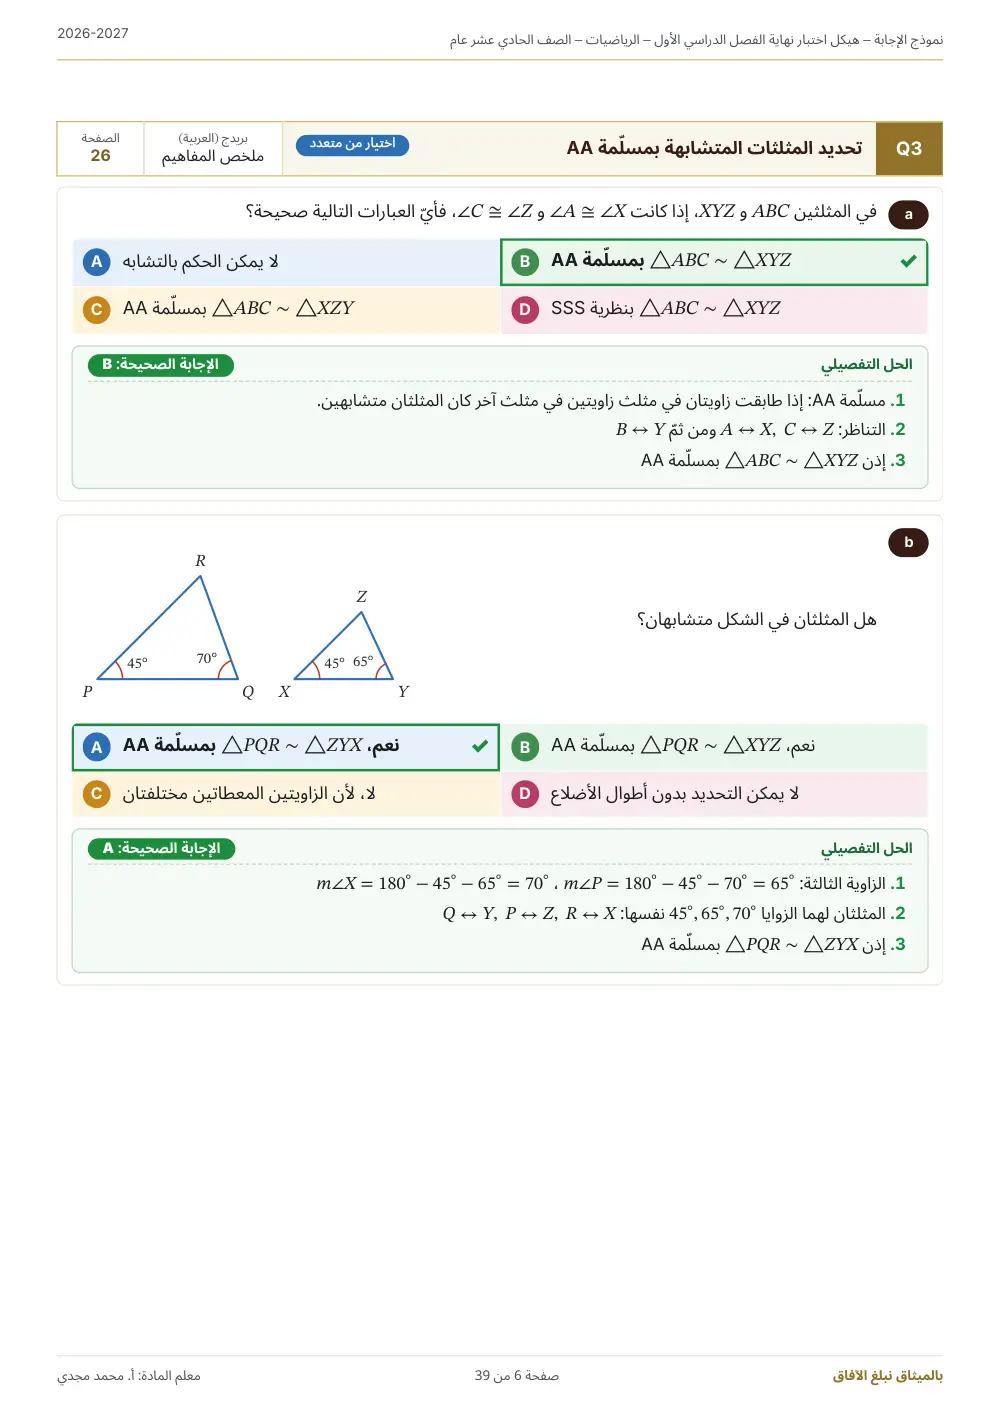 نموذج الإجابة – هيكل اختبار نهاية الفصل الدراسي الأول – الرياضيات – الصف الحادي عشر عام
2026-2027
Q3
تحديد المثلثات المتشابهة بمسلّمة AA
اختيار من متعدد
بريدج (العربية)
ملخص المفاهيم
الصفحة
26
a
في المثلثين ABC و XYZ، إذا كانت ∠A ≅ ∠X و ∠C ≅ ∠Z، فأيّ العبارات التالية صحيحة؟
A لا يمكن الحكم بالتشابه
B △ABC ~ △XYZ بمسلّمة AA ✓
C △ABC ~ △XZY بمسلّمة AA
D △ABC ~ △XYZ بنظرية SSS
الحل التفصيلي
الإجابة الصحيحة: B
1. مسلّمة AA: إذا طابقت زاويتان في مثلث زاويتين في مثلث آخر كان المثلثان متشابهين.
2. التناظر: A ↔ X, C ↔ Z ومن ثمّ B ↔ Y
3. إذن △ABC ~ △XYZ بمسلّمة AA
b
هل المثلثان في الشكل متشابهان؟
R
Z
45°
70°
45°
65°
P
Q
X
Y
A نعم، △PQR ~ △ZYX بمسلّمة AA ✓
B نعم، △PQR ~ △XYZ بمسلّمة AA
C لا، لأن الزاويتين المعطاتين مختلفتان
D لا يمكن التحديد بدون أطوال الأضلاع
الحل التفصيلي
الإجابة الصحيحة: A
1. الزاوية الثالثة: m∠P = 180° − 45° − 70° = 65° ، m∠X = 180° − 45° − 65° = 70°
2. المثلثان لهما الزوايا 45°, 65°, 70° نفسها: Q ↔ Y, P ↔ Z, R ↔ X
3. إذن △PQR ~ △ZYX بمسلّمة AA
بالميثاق نبلغ الآفاق
صفحة 6 من 39
معلم المادة: أ. محمد مجدي